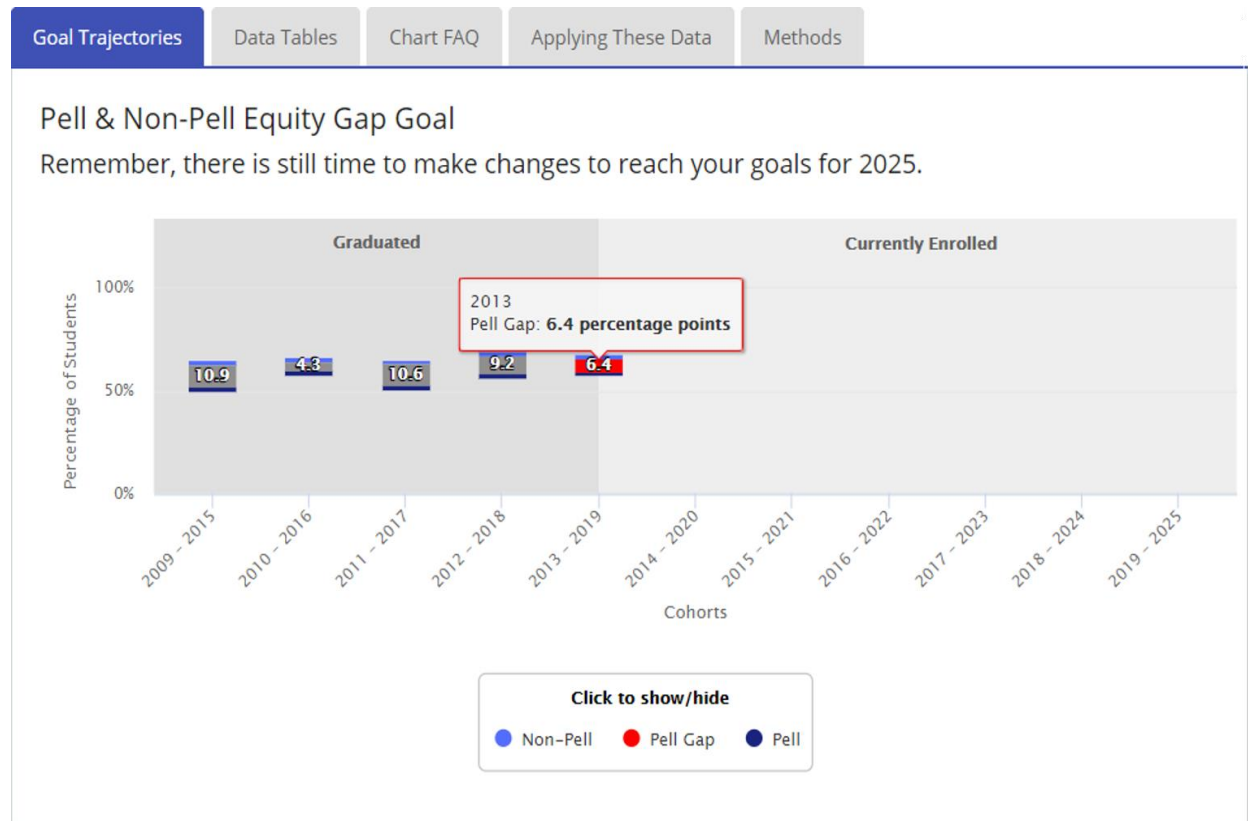 Goal Trajectories
Data Tables
Chart FAQ
Applying These Data
Methods
Pell & Non-Pell Equity Gap Goal
Remember, there is still time to make changes to reach your goals for 2025.
Graduated
Currently Enrolled
2013
Pell Gap: 6.4 percentage points
Percentage of Students
100%
50%
0%
10.9
4.3
10.6
9.2
6.4
2009 – 2015
2010 – 2016
2011 – 2017
2012 – 2018
2013 – 2019
2014 – 2020
2015 – 2021
2016 – 2022
2017 – 2023
2018 – 2024
2019 – 2025
Cohorts
Click to show/hide
Non-Pell
Pell Gap
Pell